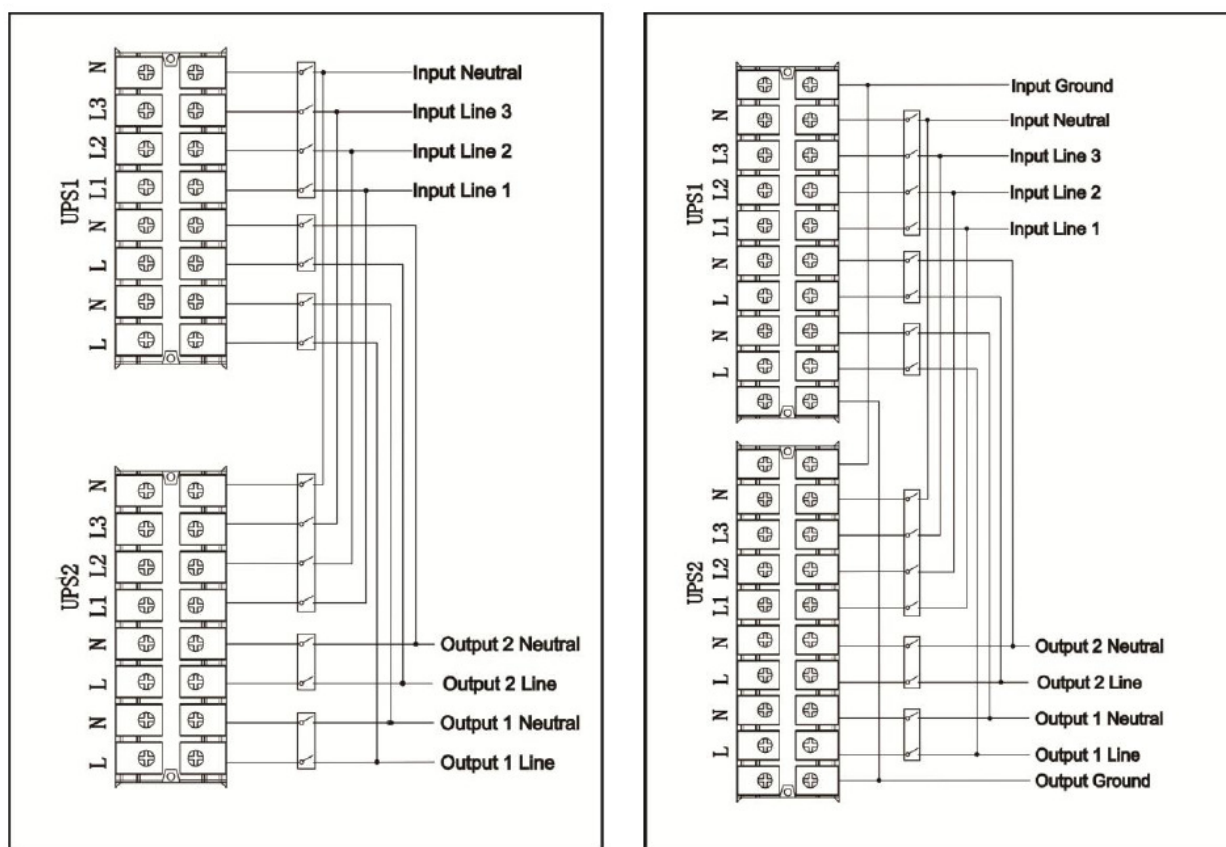 UPS1
N
L3
L2
L1
N
L
N
L
Input Neutral
Input Line 3
Input Line 2
Input Line 1
UPS2
N
L3
L2
L1
N
L
N
L
Output 2 Neutral
Output 2 Line
Output 1 Neutral
Output 1 Line
UPS1
N
L3
L2
L1
N
L
N
L
Input Ground
Input Neutral
Input Line 3
Input Line 2
Input Line 1
UPS2
N
L3
L2
L1
N
L
N
L
Output 2 Neutral
Output 2 Line
Output 1 Neutral
Output 1 Line
Output Ground